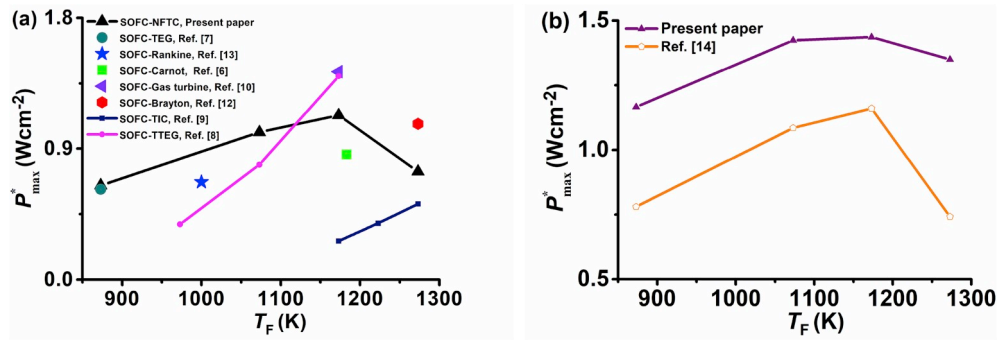 (a)
1.8
0.9
0.0
P*max (Wcm-2)
SOFC-NFTC, Present paper
SOFC-TEG, Ref. [7]
SOFC-Rankine, Ref. [13]
SOFC-Carnot, Ref. [6]
SOFC-Gas turbine, Ref. [10]
SOFC-Brayton, Ref. [12]
SOFC-TIC, Ref. [9]
SOFC-TTEG, Ref. [8]
900 1000 1100 1200 1300
TF (K)
(b)
1.5
1.0
0.5
P*max (Wcm-2)
Present paper
Ref. [14]
900 1000 1100 1200 1300
TF (K)